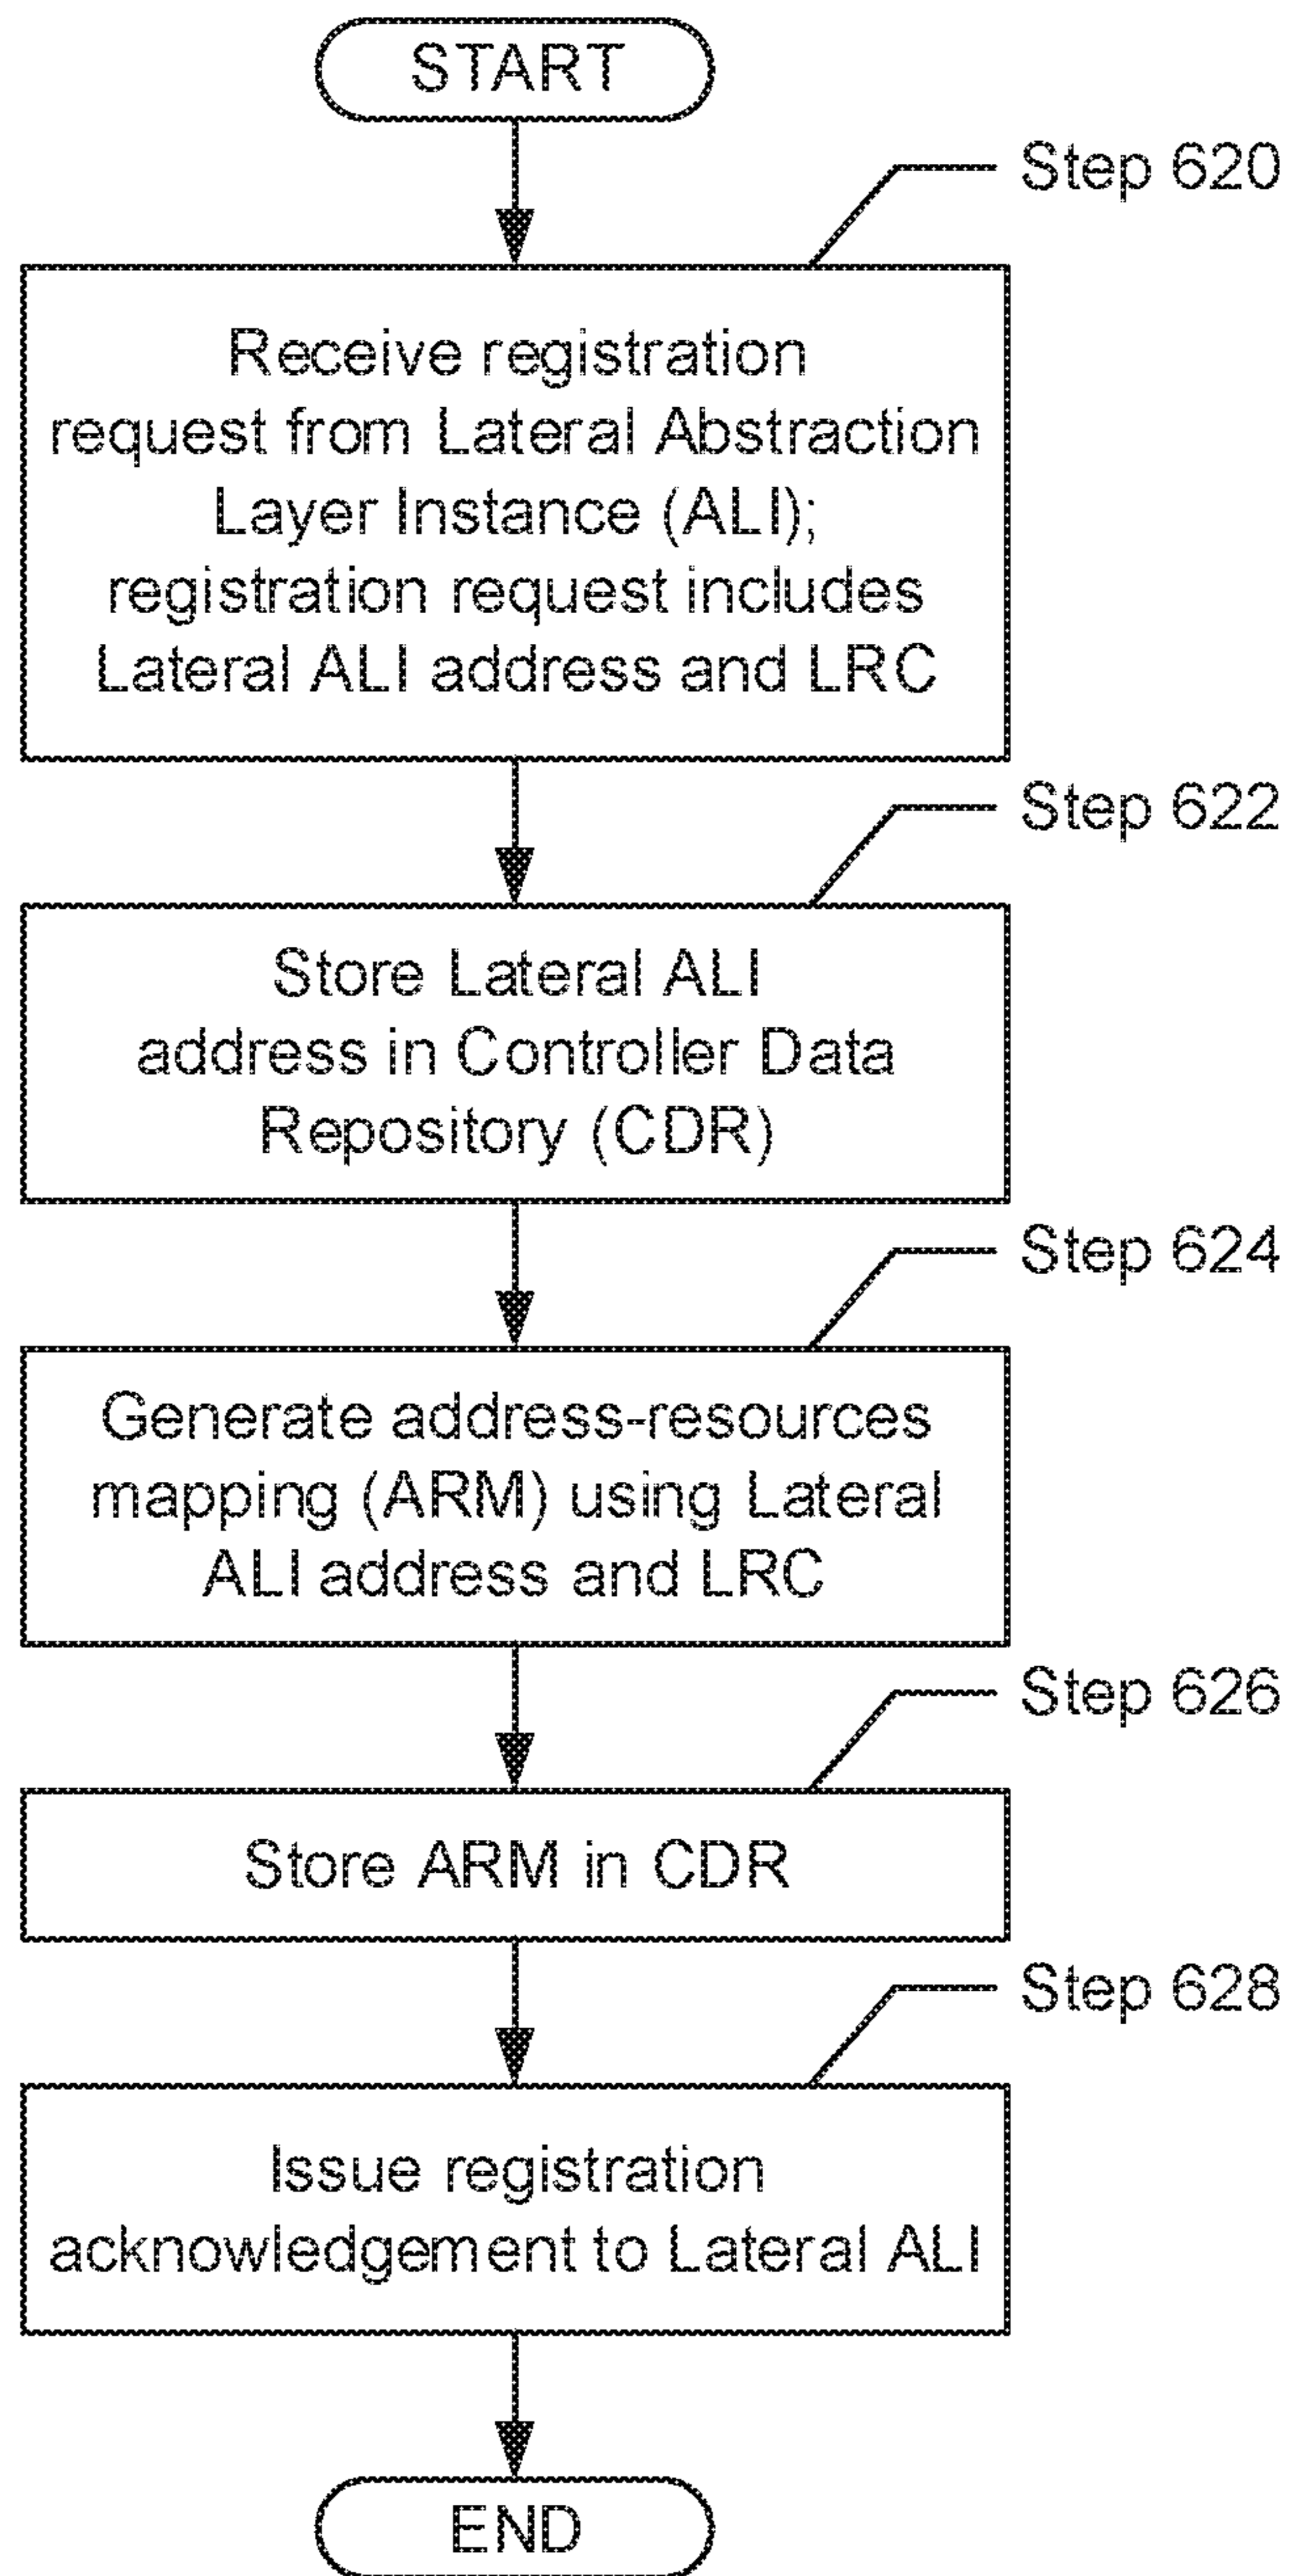 START
Step 620
Receive registration
request from Lateral Abstraction
Layer Instance (ALI);
registration request includes
Lateral ALI address and LRC
Step 622
Store Lateral ALI
address in Controller Data
Repository (CDR)
Step 624
Generate address-resources
mapping (ARM) using Lateral
ALI address and LRC
Step 626
Store ARM in CDR
Step 628
Issue registration
acknowledgement to Lateral ALI
END